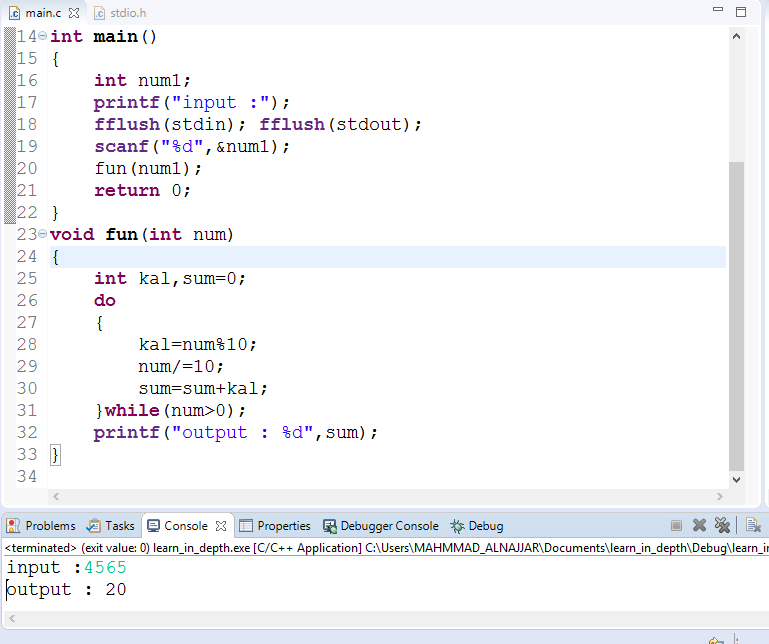 main.c stdio.h
14 int main()
15 {
16 int num1;
17 printf("input :");
18 fflush(stdin); fflush(stdout);
19 scanf("%d",&num1);
20 fun(num1);
21 return 0;
22 }
23 void fun(int num)
24 {
25 int kal,sum=0;
26 do
27 {
28 kal=num%10;
29 num/=10;
30 sum=sum+kal;
31 }while(num>0);
32 printf("output : %d",sum);
33 }
34
Problems Tasks Console Properties Debugger Console Debug
<terminated> (exit value: 0) learn_in_depth.exe [C/C++ Application] C:\Users\MAHMMAD_ALNAJJAR\Documents\learn_in_depth\Debug\learn_in
input :4565
output : 20